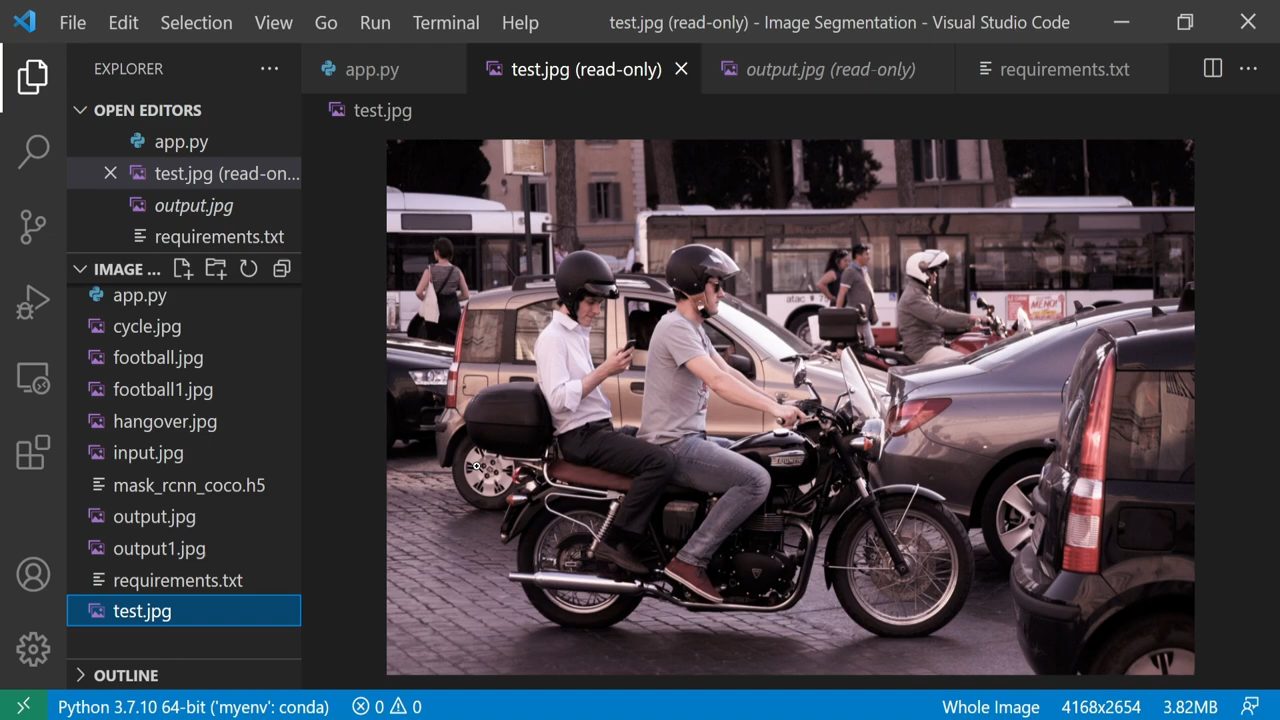 File Edit Selection View Go Run Terminal Help test.jpg (read-only) - Image Segmentation - Visual Studio Code
EXPLORER
app.py test.jpg (read-only) output.jpg (read-only) requirements.txt
test.jpg
OPEN EDITORS
app.py
test.jpg (read-on...
output.jpg
requirements.txt
IMAGE ...
app.py
cycle.jpg
football.jpg
football1.jpg
hangover.jpg
input.jpg
mask_rcnn_coco.h5
output.jpg
output1.jpg
requirements.txt
test.jpg
OUTLINE
atac
TRIUMPH
Python 3.7.10 64-bit ('myenv': conda) 0 0 Whole Image 4168x2654 3.82MB